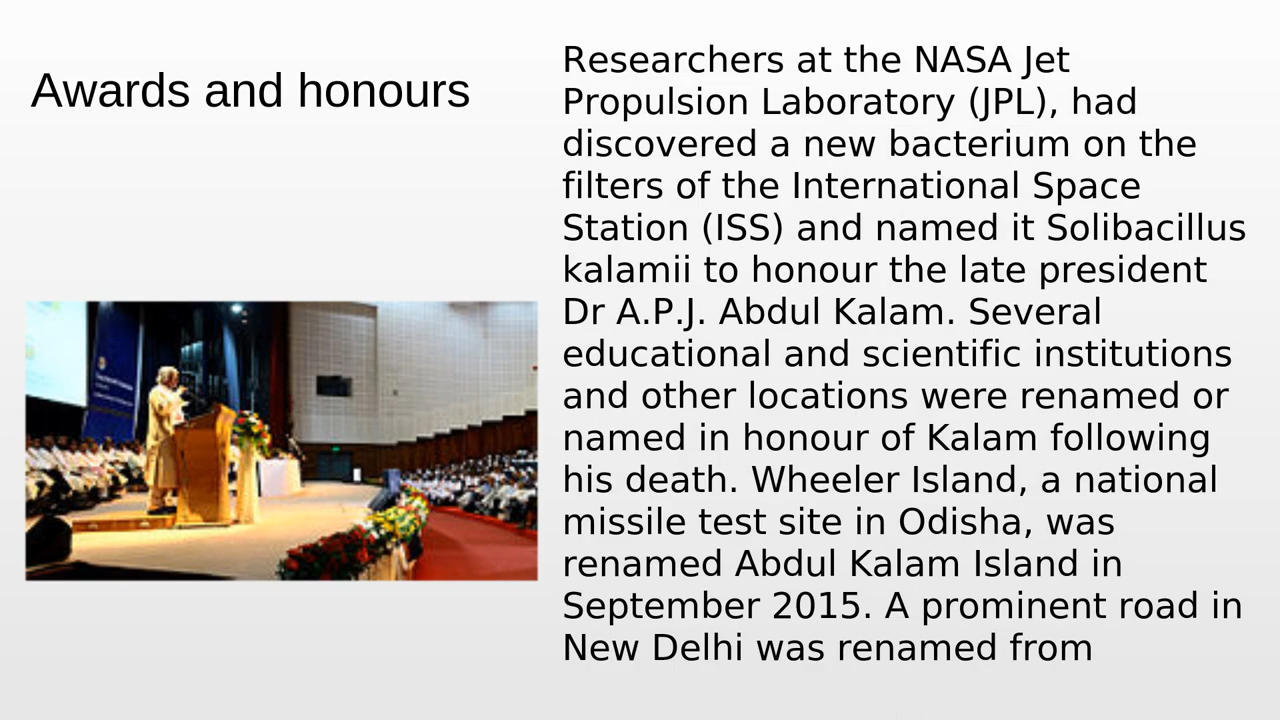 Awards and honours
Researchers at the NASA Jet
Propulsion Laboratory (JPL), had
discovered a new bacterium on the
filters of the International Space
Station (ISS) and named it Solibacillus
kalamii to honour the late president
Dr A.P.J. Abdul Kalam. Several
educational and scientific institutions
and other locations were renamed or
named in honour of Kalam following
his death. Wheeler Island, a national
missile test site in Odisha, was
renamed Abdul Kalam Island in
September 2015. A prominent road in
New Delhi was renamed from